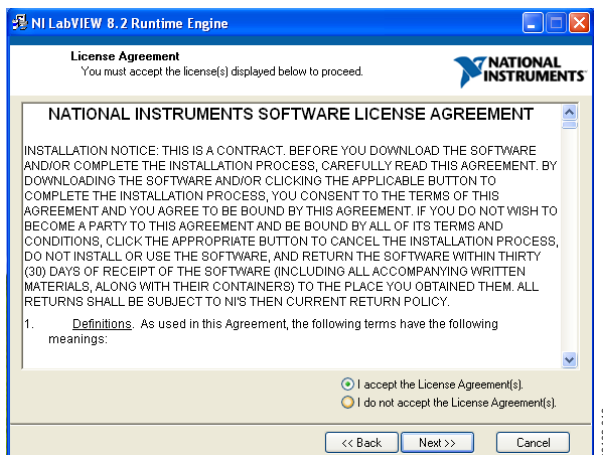 NI LabVIEW 8.2 Runtime Engine
License Agreement
You must accept the license(s) displayed below to proceed.
NATIONAL
INSTRUMENTS
NATIONAL INSTRUMENTS SOFTWARE LICENSE AGREEMENT
INSTALLATION NOTICE: THIS IS A CONTRACT. BEFORE YOU DOWNLOAD THE SOFTWARE
AND/OR COMPLETE THE INSTALLATION PROCESS, CAREFULLY READ THIS AGREEMENT. BY
DOWNLOADING THE SOFTWARE AND/OR CLICKING THE APPLICABLE BUTTON TO
COMPLETE THE INSTALLATION PROCESS, YOU CONSENT TO THE TERMS OF THIS
AGREEMENT AND YOU AGREE TO BE BOUND BY THIS AGREEMENT. IF YOU DO NOT WISH TO
BECOME A PARTY TO THIS AGREEMENT AND BE BOUND BY ALL OF ITS TERMS AND
CONDITIONS, CLICK THE APPROPRIATE BUTTON TO CANCEL THE INSTALLATION PROCESS,
DO NOT INSTALL OR USE THE SOFTWARE, AND RETURN THE SOFTWARE WITHIN THIRTY
(30) DAYS OF RECEIPT OF THE SOFTWARE (INCLUDING ALL ACCOMPANYING WRITTEN
MATERIALS, ALONG WITH THEIR CONTAINERS) TO THE PLACE YOU OBTAINED THEM. ALL
RETURNS SHALL BE SUBJECT TO NI'S THEN CURRENT RETURN POLICY.
1. Definitions. As used in this Agreement, the following terms have the following
meanings:
I accept the License Agreement(s).
I do not accept the License Agreement(s).
<< Back
Next >>
Cancel